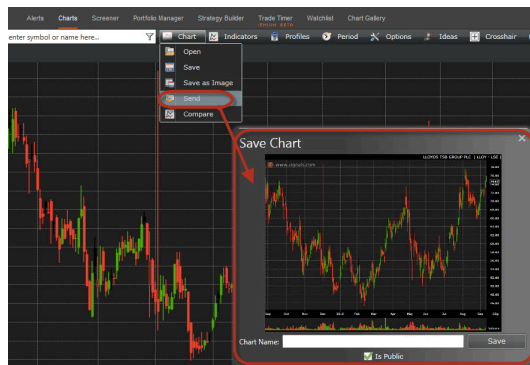 Alerts Charts Screener Portfolio Manager Strategy Builder Trade Timer Watchlist Chart Gallery
enter symbol or name here... Chart Indicators Profiles Period Options Ideas Crosshair
Open
Save
Save as Image
Send
Compare
Save Chart
LLOYDS TSB GROUP PLC
Chart Name: Save
Is Public